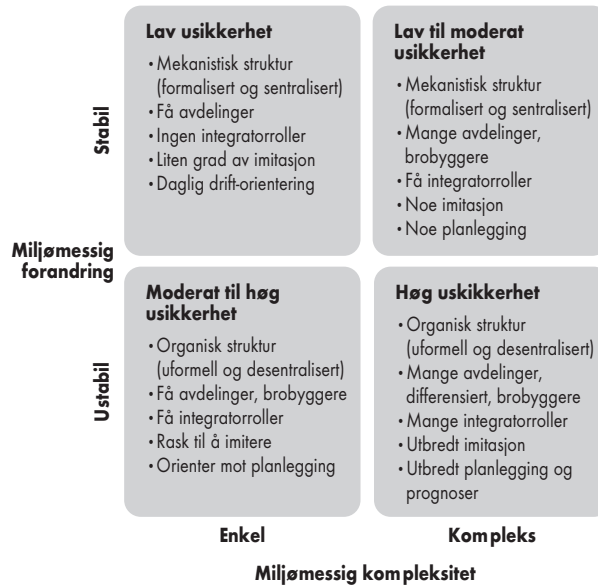 Lav usikkerhet
• Mekanistisk struktur
(formalisert og sentralisert)
• Få avdelinger
• Ingen integratorroller
• Liten grad av imitasjon
• Daglig drift-orientering
Lav til moderat
usikkerhet
• Mekanistisk struktur
(formalisert og sentralisert)
• Mange avdelinger,
brobyggere
• Få integratorroller
• Noe imitasjon
• Noe planlegging
Stabil
Miljømessig
forandring
Moderat til høg
usikkerhet
• Organisk struktur
(uformell og desentralisert)
• Få avdelinger, brobyggere
• Få integratorroller
• Rask til å imitere
• Orienter mot planlegging
Høg uskikkerhet
• Organisk struktur
(uformell og desentralisert)
• Mange avdelinger,
differensiert, brobyggere
• Mange integratorroller
• Utbredt imitasjon
• Utbredt planlegging og
prognoser
Ustabil
Enkel
Kompleks
Miljømessig kompleksitet